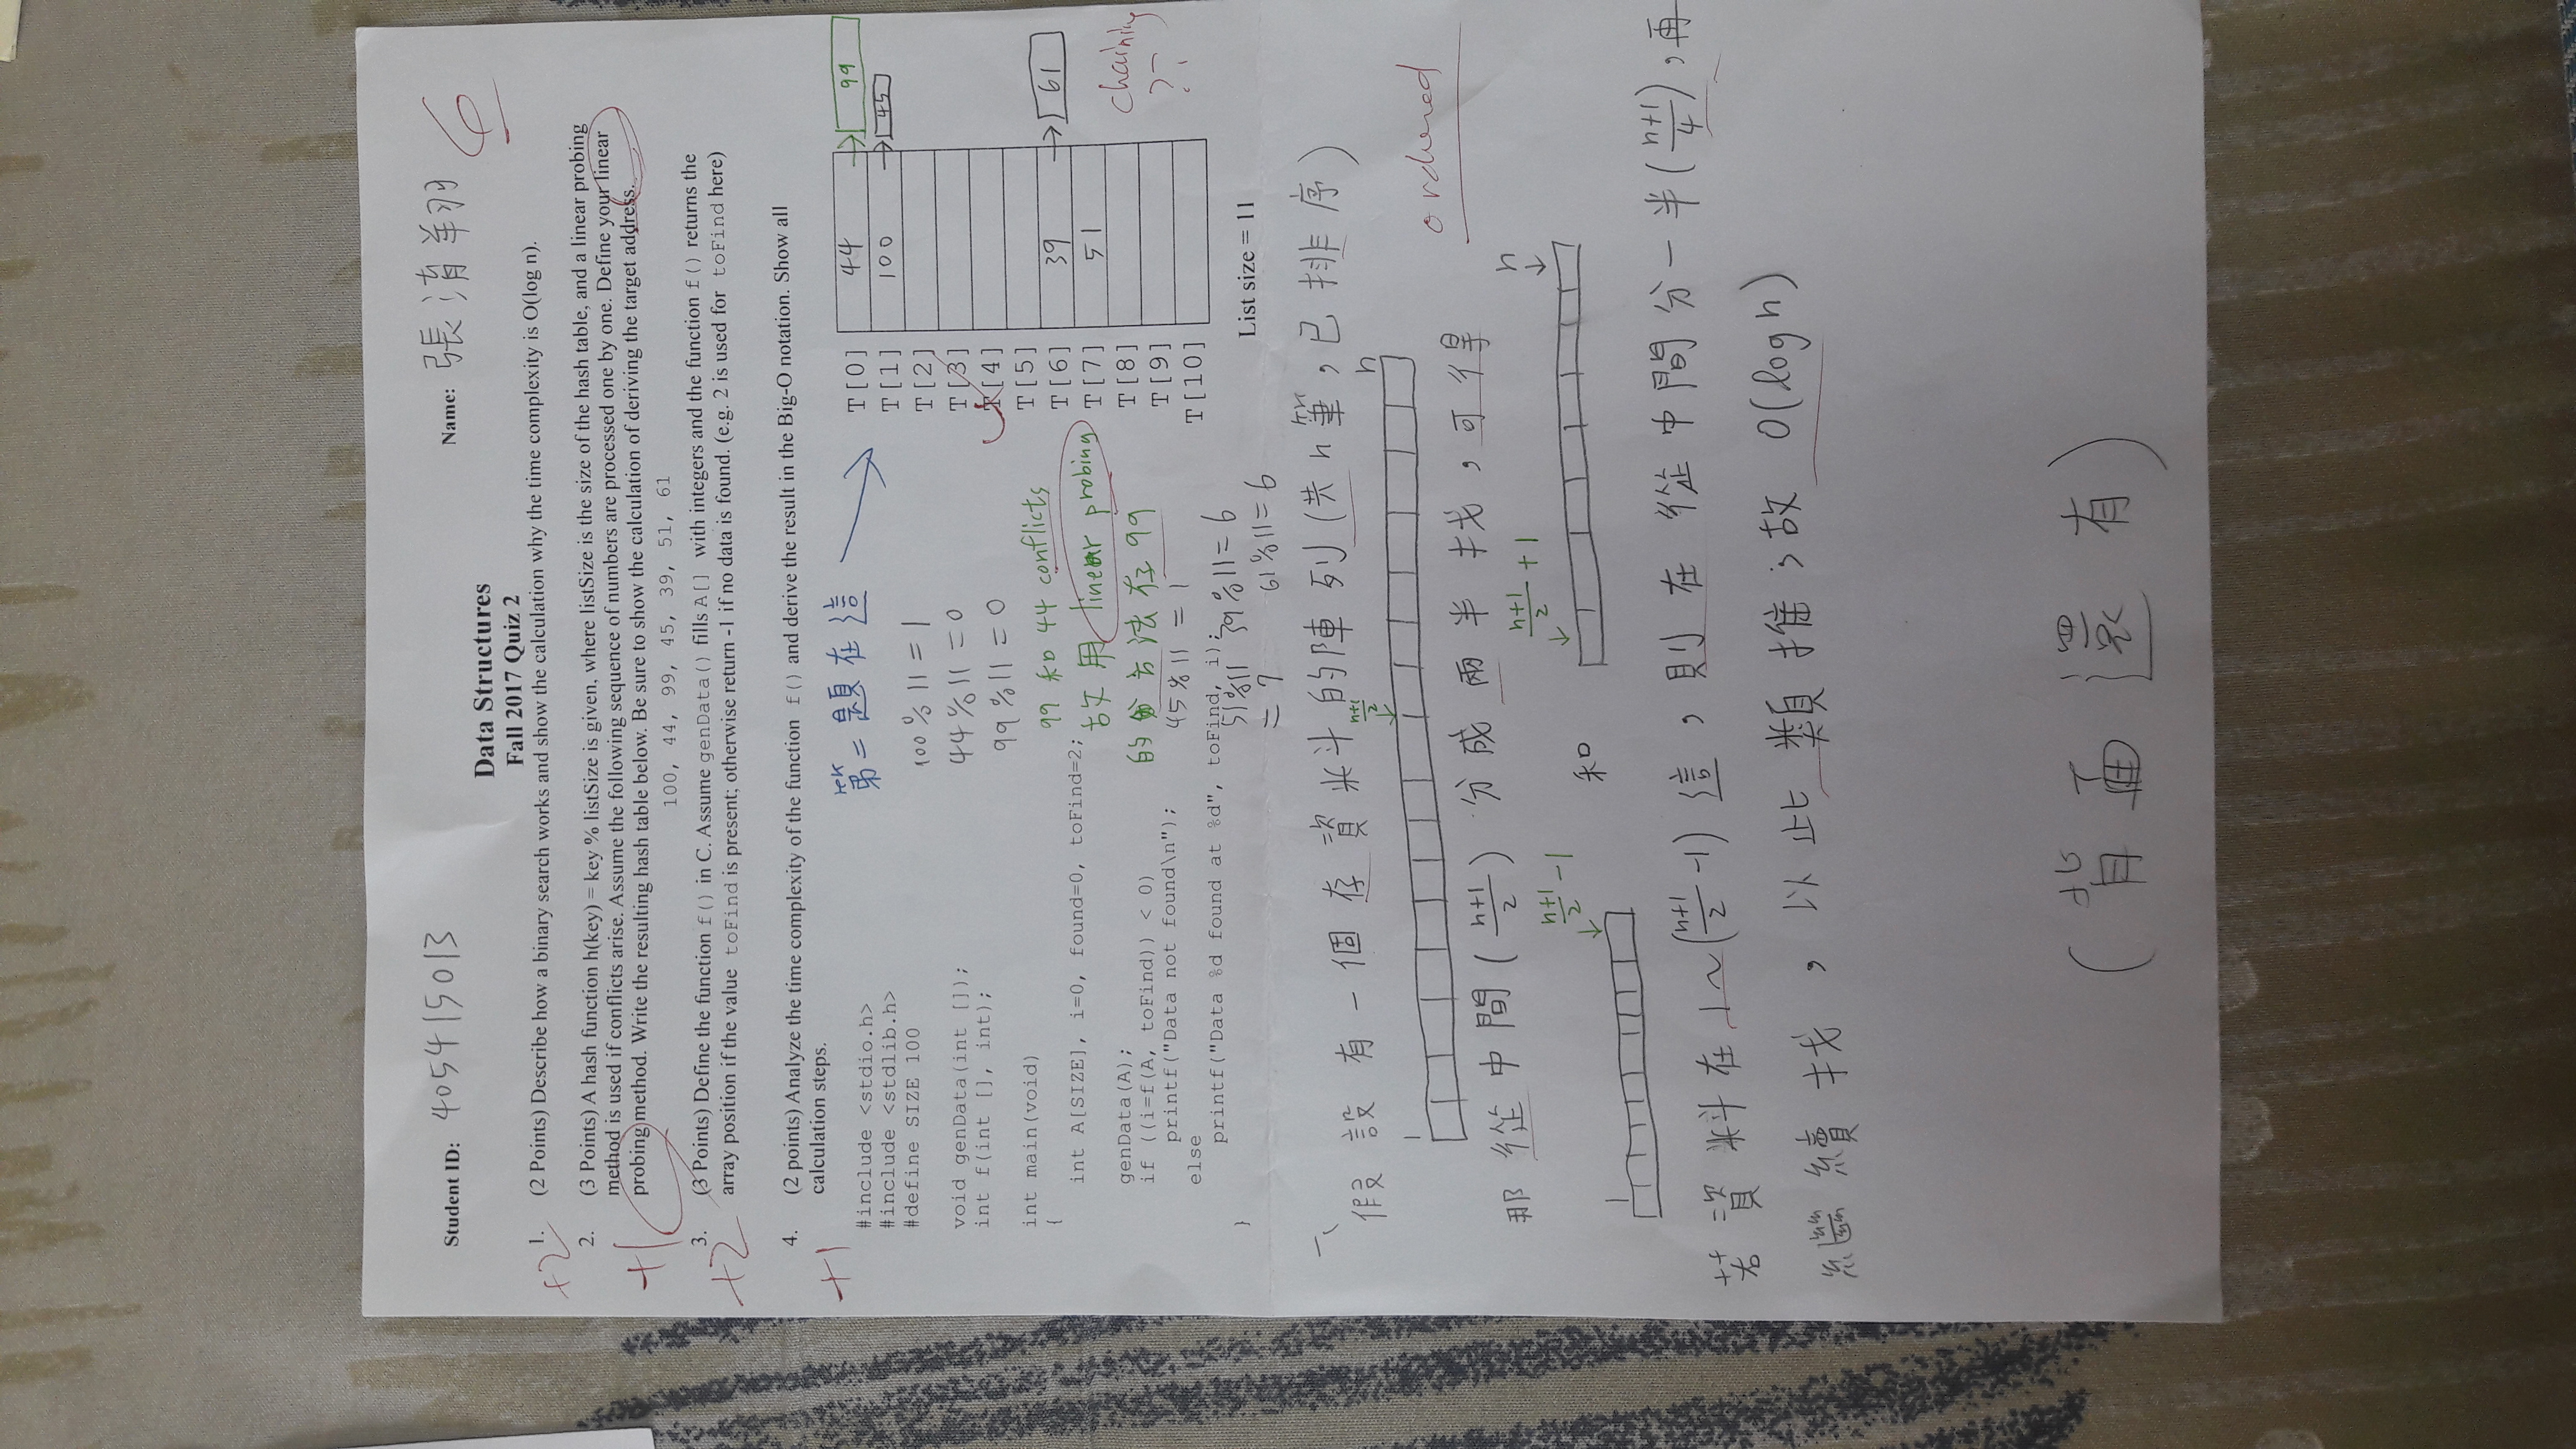 Student ID: 405415013
Name: 張淯翔
6
Data Structures
Fall 2017 Quiz 2
+2
1. (2 Points) Describe how a binary search works and show the calculation why the time complexity is O(log n).
+1
2. (3 Points) A hash function h(key) = key % listSize is given, where listSize is the size of the hash table, and a linear probing
method is used if conflicts arise. Assume the following sequence of numbers are processed one by one. Define your linear
probing method. Write the resulting hash table below. Be sure to show the calculation of deriving the target address.
100, 44, 99, 45, 39, 51, 61
+2
3. (3 Points) Define the function f() in C. Assume genData() fills A[] with integers and the function f() returns the
array position if the value toFind is present; otherwise return -1 if no data is found. (e.g. 2 is used for toFind here)
+1
4. (2 points) Analyze the time complexity of the function f() and derive the result in the Big-O notation. Show all
calculation steps.
#include <stdio.h>
#include <stdlib.h>
#define SIZE 100
void genData(int []);
int f(int [], int);
int main(void)
{
int A[SIZE], i=0, found=0, toFind=2;
genData(A);
if ((i=f(A, toFind)) < 0)
printf("Data not found\n");
else
printf("Data %d found at %d", toFind, i);
}
第二題在這
100%11=1
44%11=0
99%11=0
99和44 conflicts
故用linear probing
的方法存99
45%11=1
51%11 39%11=6
=7 61%11=6
T[0] 44 → 99
T[1] 100 → 45
T[2]
T[3]
T[4]
T[5]
T[6] 39 → 61
T[7] 51
T[8]
T[9]
T[10]
chaining
??
List size = 11
一、
假設有一個存資料的陣列(共n筆,已排序)
1 n+1/2 n
ordered
那從中間(n+1/2)分成兩半找,可得
1 n+1/2 -1 和 n+1/2 +1 n
若資料在1~(n+1/2 -1)這,則在從中間分一半(n+1/4),再
繼續找,以此類推,故O(log n)
(背面還有)